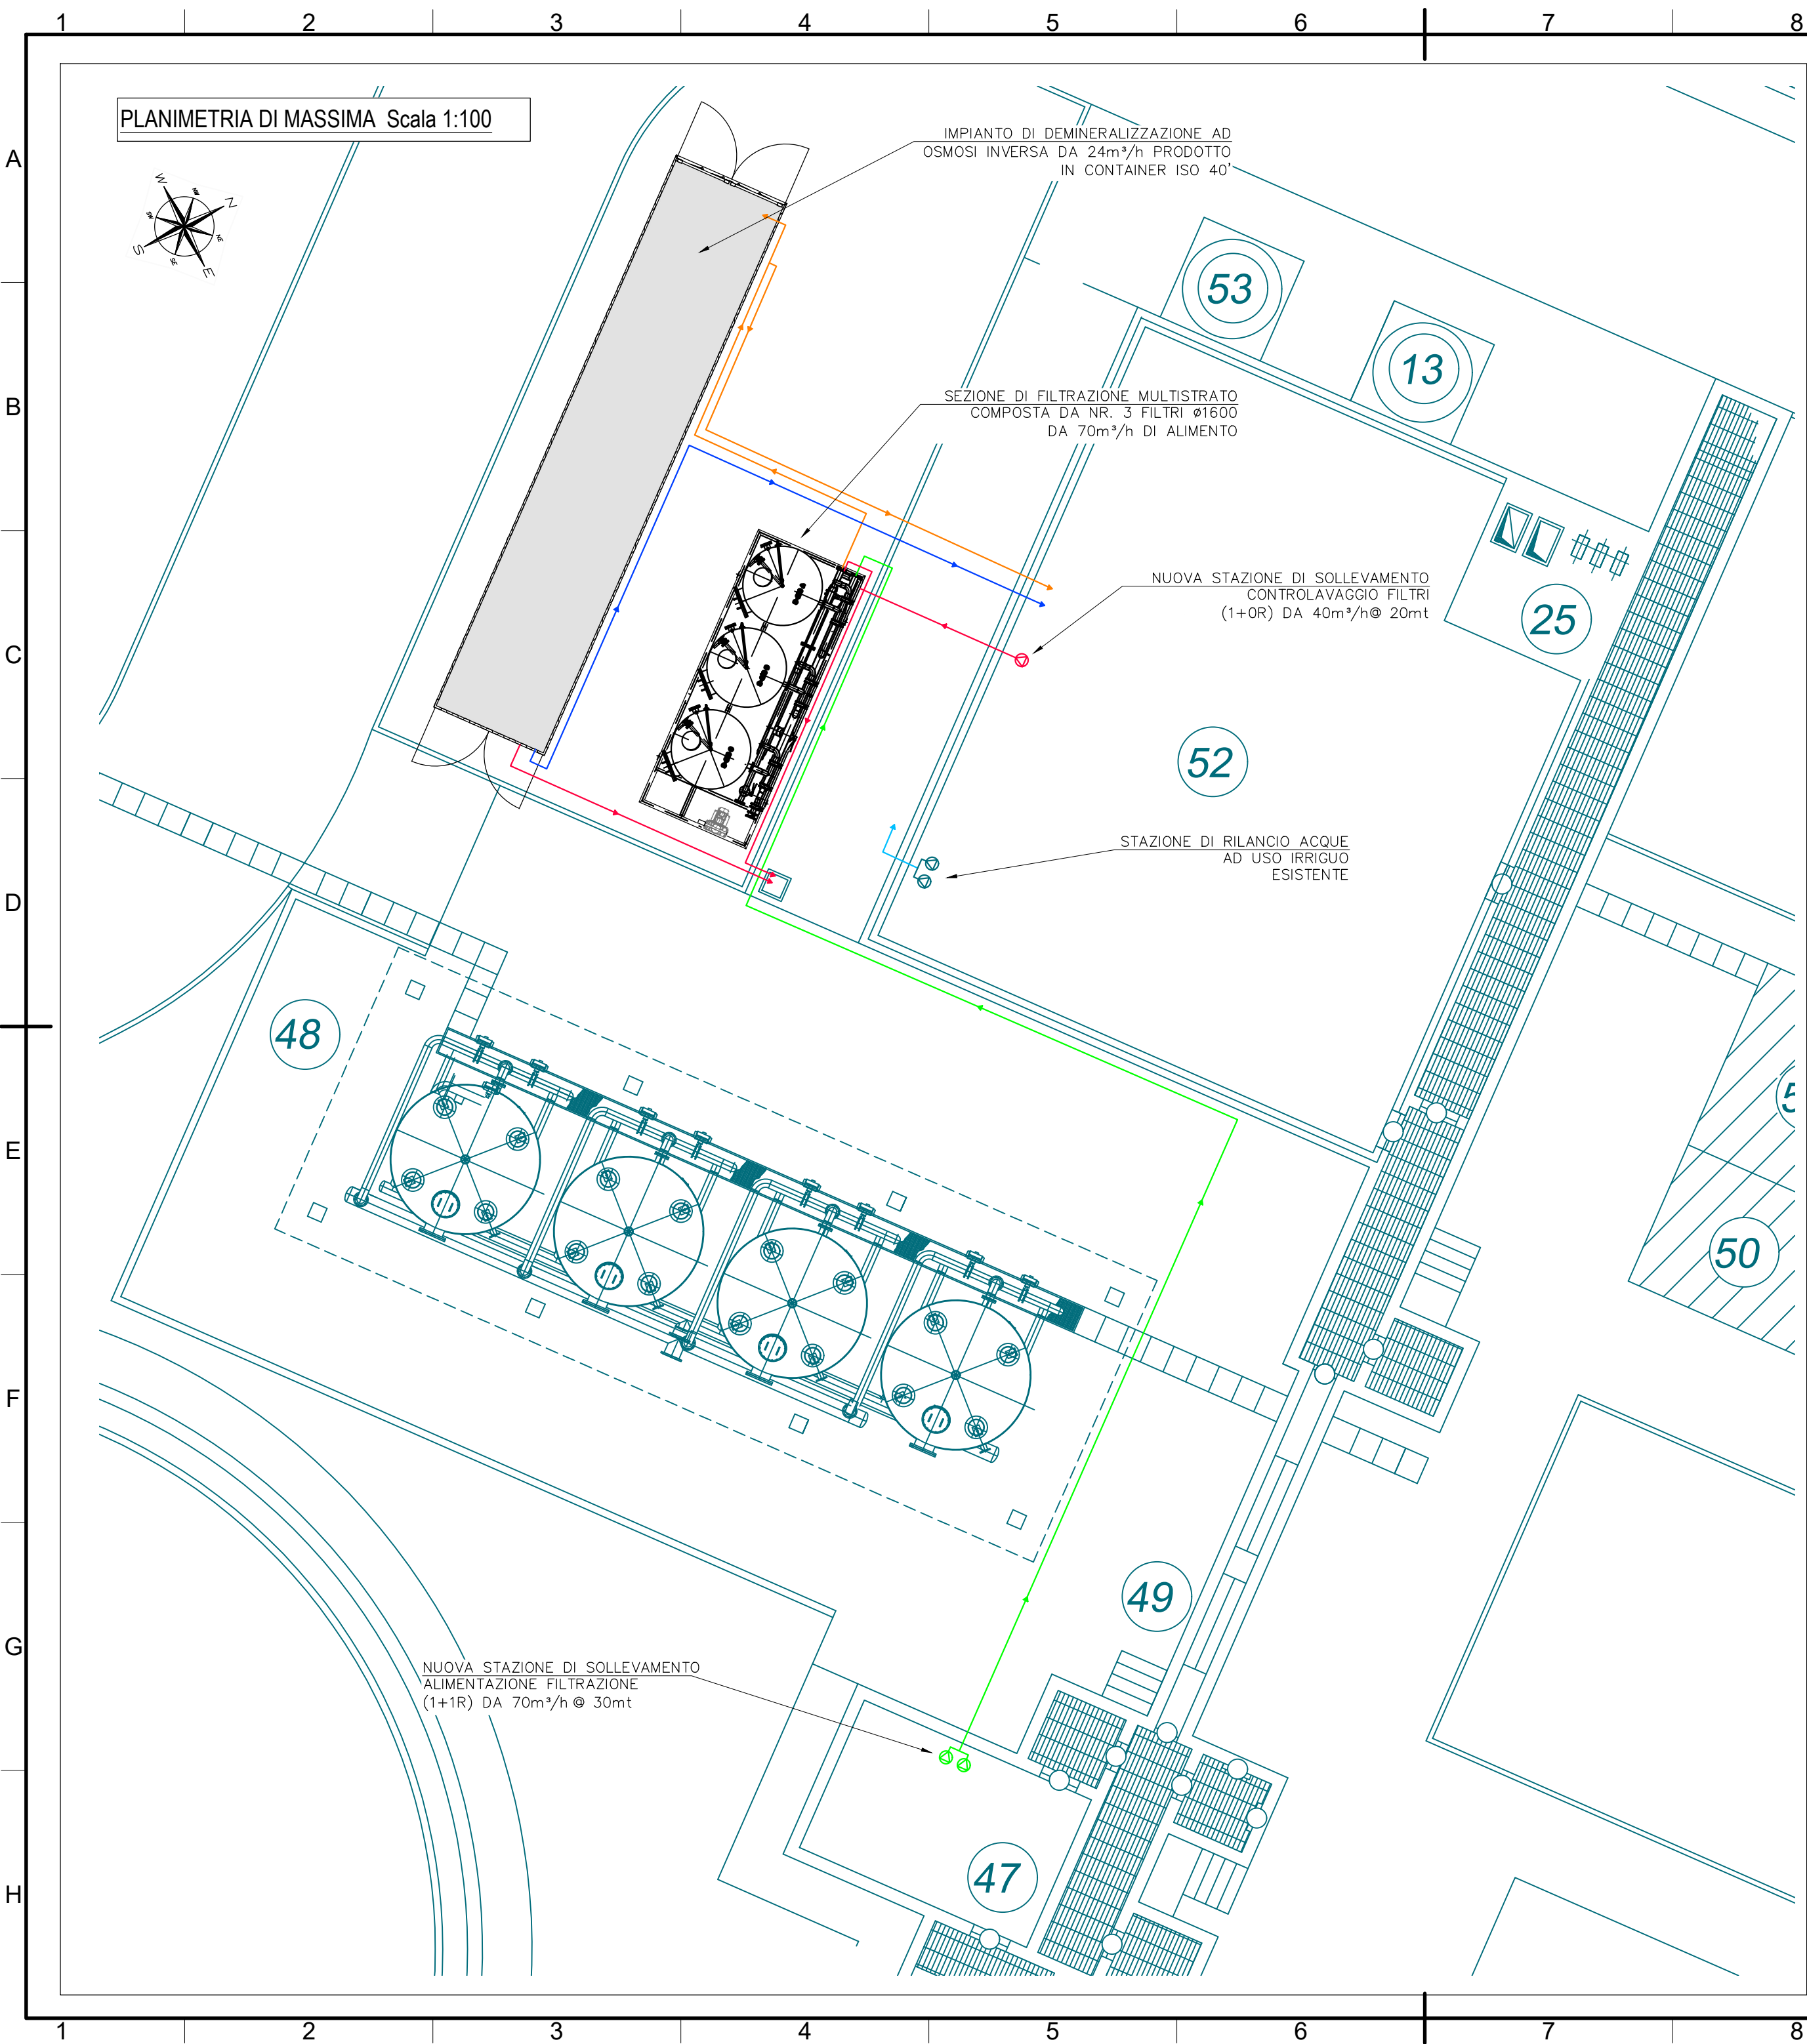 1 2 3 4 5 6 7 8
PLANIMETRIA DI MASSIMA Scala 1:100
A
IMPIANTO DI DEMINERALIZZAZIONE AD
OSMOSI INVERSA DA 24m³/h PRODOTTO
IN CONTAINER ISO 40'
W
NW
N
SW
NE
S
SE
E
53
13
B
SEZIONE DI FILTRAZIONE MULTISTRATO
COMPOSTA DA NR. 3 FILTRI ø1600
DA 70m³/h DI ALIMENTO
NUOVA STAZIONE DI SOLLEVAMENTO
CONTROLAVAGGIO FILTRI
(1+0R) DA 40m³/h@ 20mt
25
C
52
STAZIONE DI RILANCIO ACQUE
AD USO IRRIGUO
ESISTENTE
D
48
E
50
F
49
G
NUOVA STAZIONE DI SOLLEVAMENTO
ALIMENTAZIONE FILTRAZIONE
(1+1R) DA 70m³/h @ 30mt
47
H
1 2 3 4 5 6 7 8